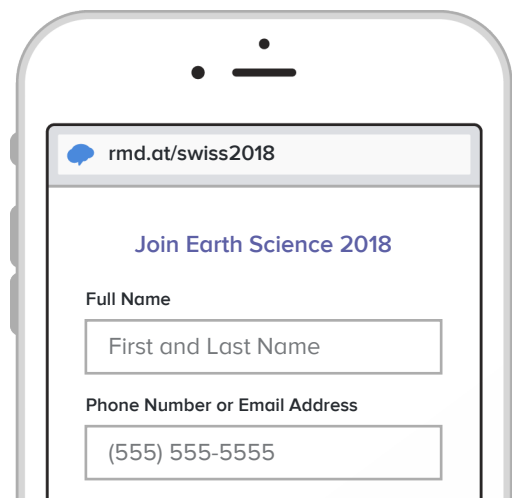 rmd.at/swiss2018
Join Earth Science 2018
Full Name
First and Last Name
Phone Number or Email Address
(555) 555-5555